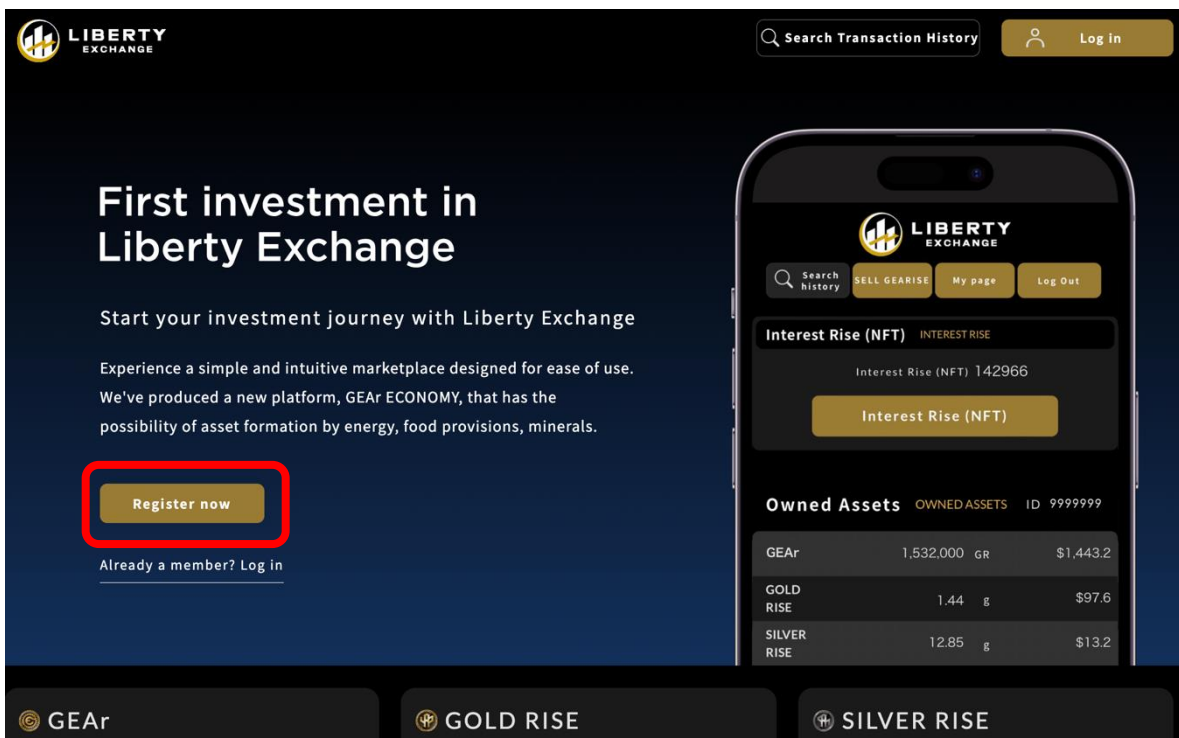 LIBERTY
EXCHANGE
Search Transaction History
Log in
First investment in
Liberty Exchange
Start your investment journey with Liberty Exchange
Experience a simple and intuitive marketplace designed for ease of use.
We've produced a new platform, GEAr ECONOMY, that has the
possibility of asset formation by energy, food provisions, minerals.
Register now
Already a member? Log in
LIBERTY
EXCHANGE
Search
history
SELL GEARISE
My page
Log Out
Interest Rise (NFT) INTEREST RISE
Interest Rise (NFT) 142966
Interest Rise (NFT)
Owned Assets OWNED ASSETS ID 9999999
GEAr 1,532,000 GR $1,443.2
GOLD
RISE 1.44 g $97.6
SILVER
RISE 12.85 g $13.2
GEAr
GOLD RISE
SILVER RISE